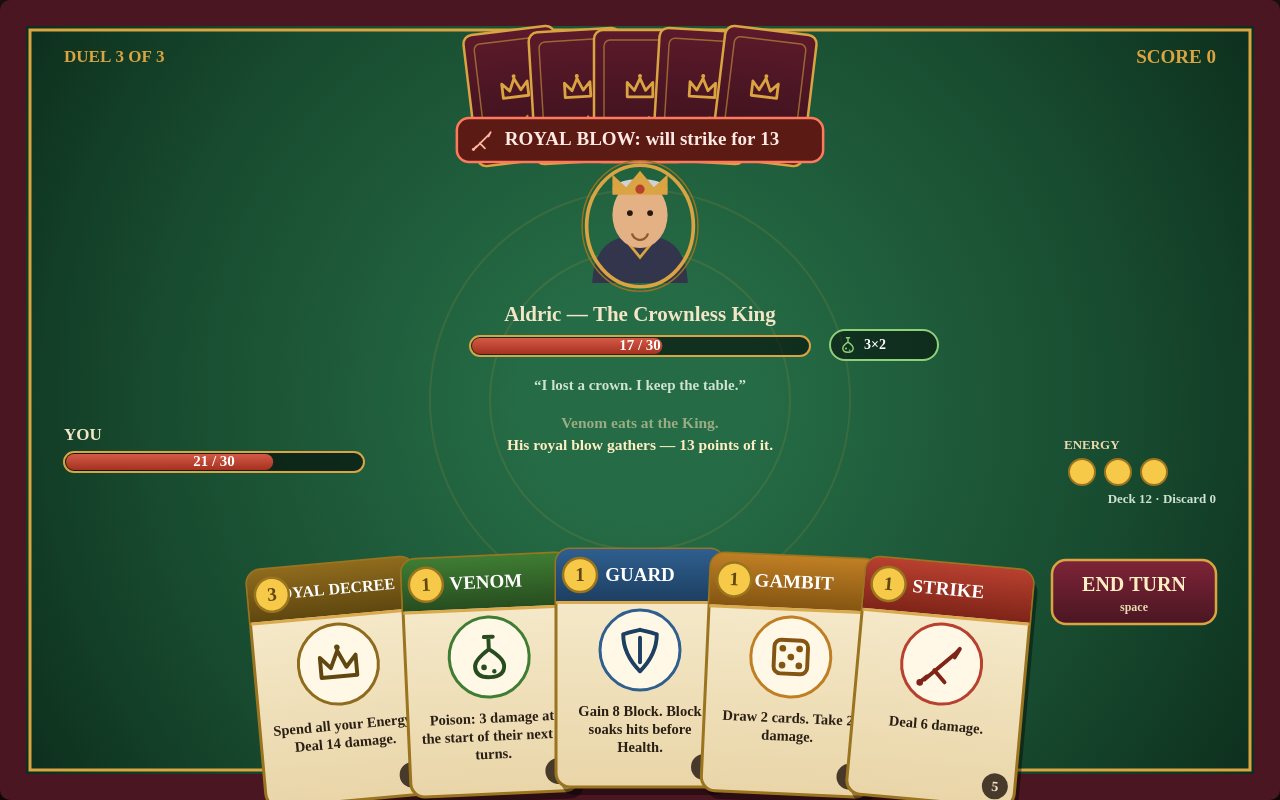 DUEL 3 OF 3
SCORE 0
ROYAL BLOW: will strike for 13
Aldric — The Crownless King
17 / 30
3×2
“I lost a crown. I keep the table.”
Venom eats at the King.
His royal blow gathers — 13 points of it.
YOU
21 / 30
ENERGY
Deck 12 · Discard 0
3
YAL DECREE
Spend all your Energy
Deal 14 damage.
1
VENOM
Poison: 3 damage at
the start of their next
turns.
1
GUARD
Gain 8 Block. Block
soaks hits before
Health.
1
GAMBIT
Draw 2 cards. Take 2
damage.
1
STRIKE
Deal 6 damage.
5
END TURN
space